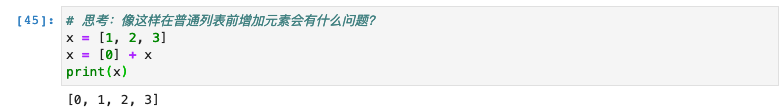 [45]: # 思考：像这样在普通列表前增加元素会有什么问题?
x = [1, 2, 3]
x = [0] + x
print(x)
[0, 1, 2, 3]